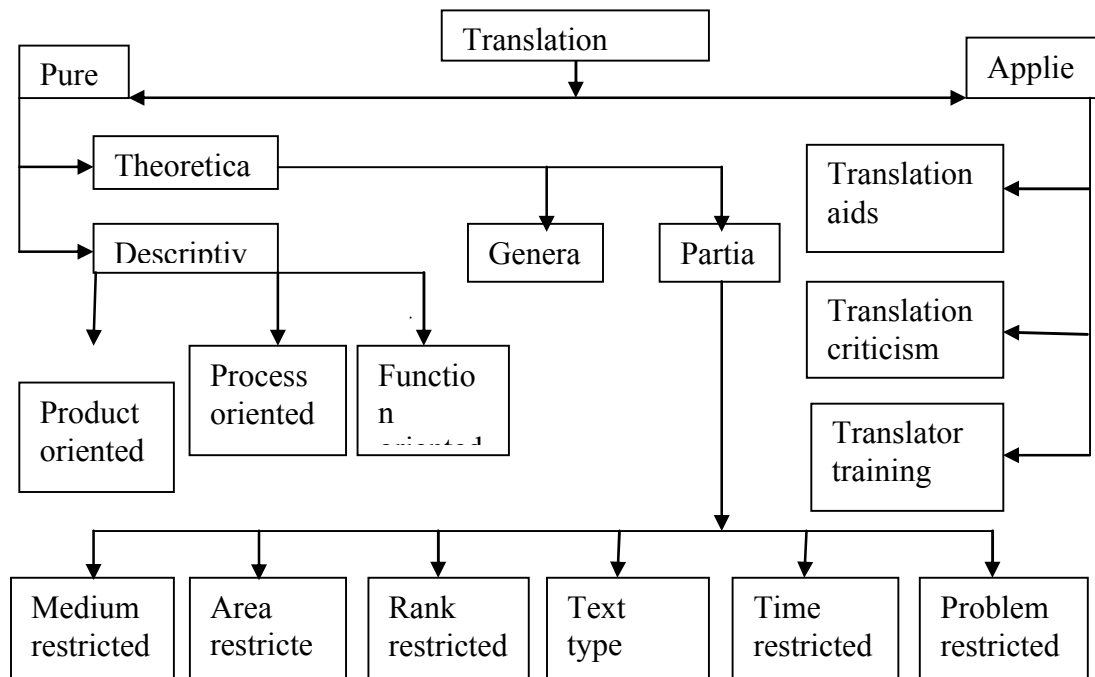 Translation
Pure
Applie
Theoretica
Translation
aids
Descriptiv
Genera
Partia
Translation
criticism
Process
oriented
Functio
n
oriented
Product
oriented
Translator
training
Medium
restricted
Area
restricte
Rank
restricted
Text
type
Time
restricted
Problem
restricted